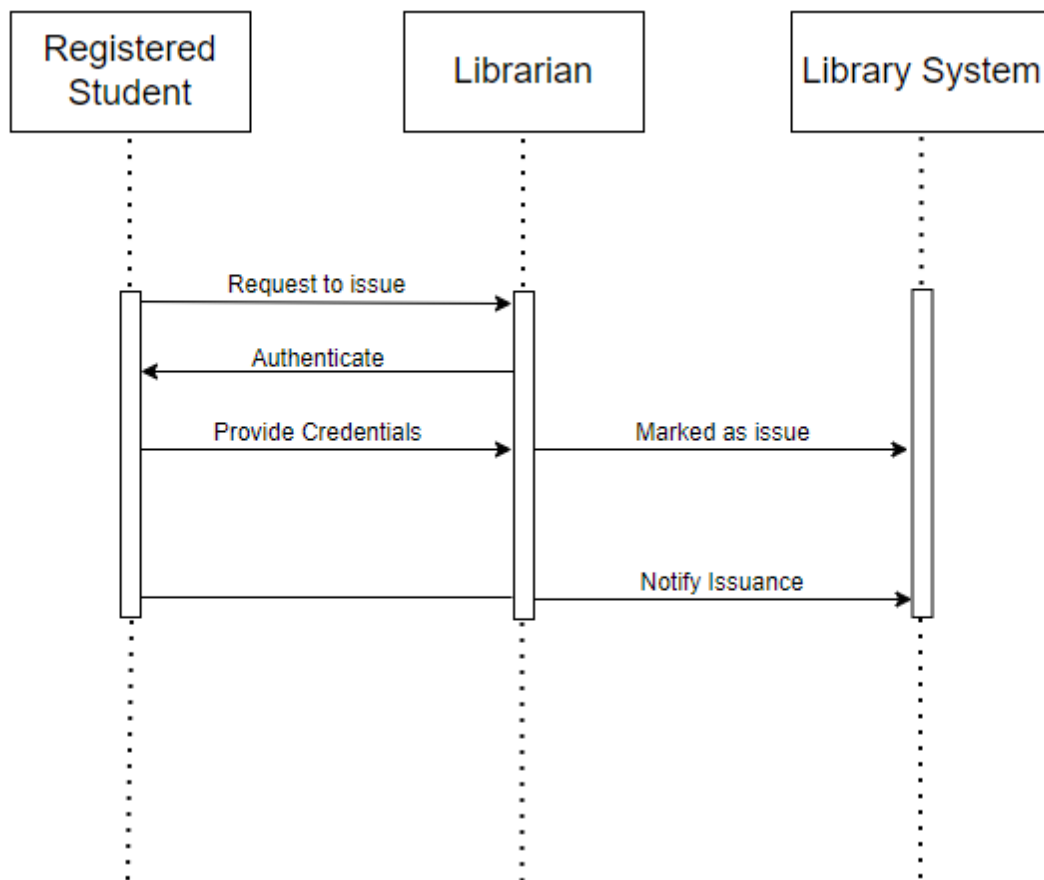 Registered
Student
Librarian
Library System
Request to issue
Authenticate
Provide Credentials
Marked as issue
Notify Issuance